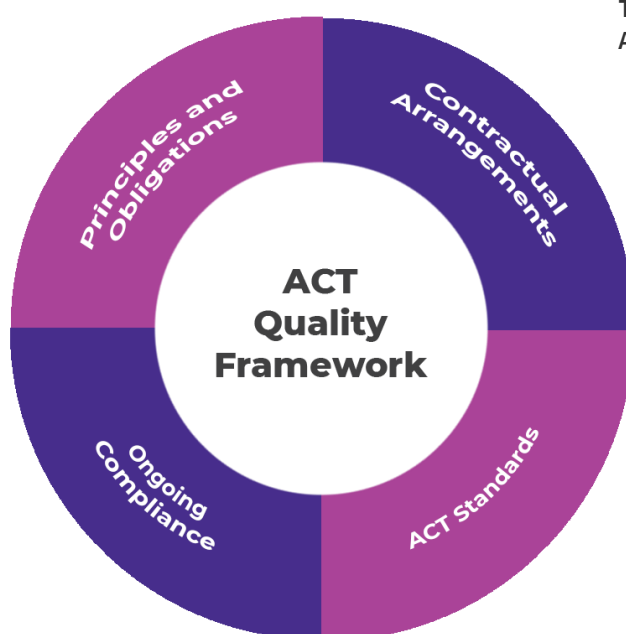 Principles and
Obligations
Contractual
Arrangements
ACT
Quality
Framework
Ongoing
Compliance
ACT Standards